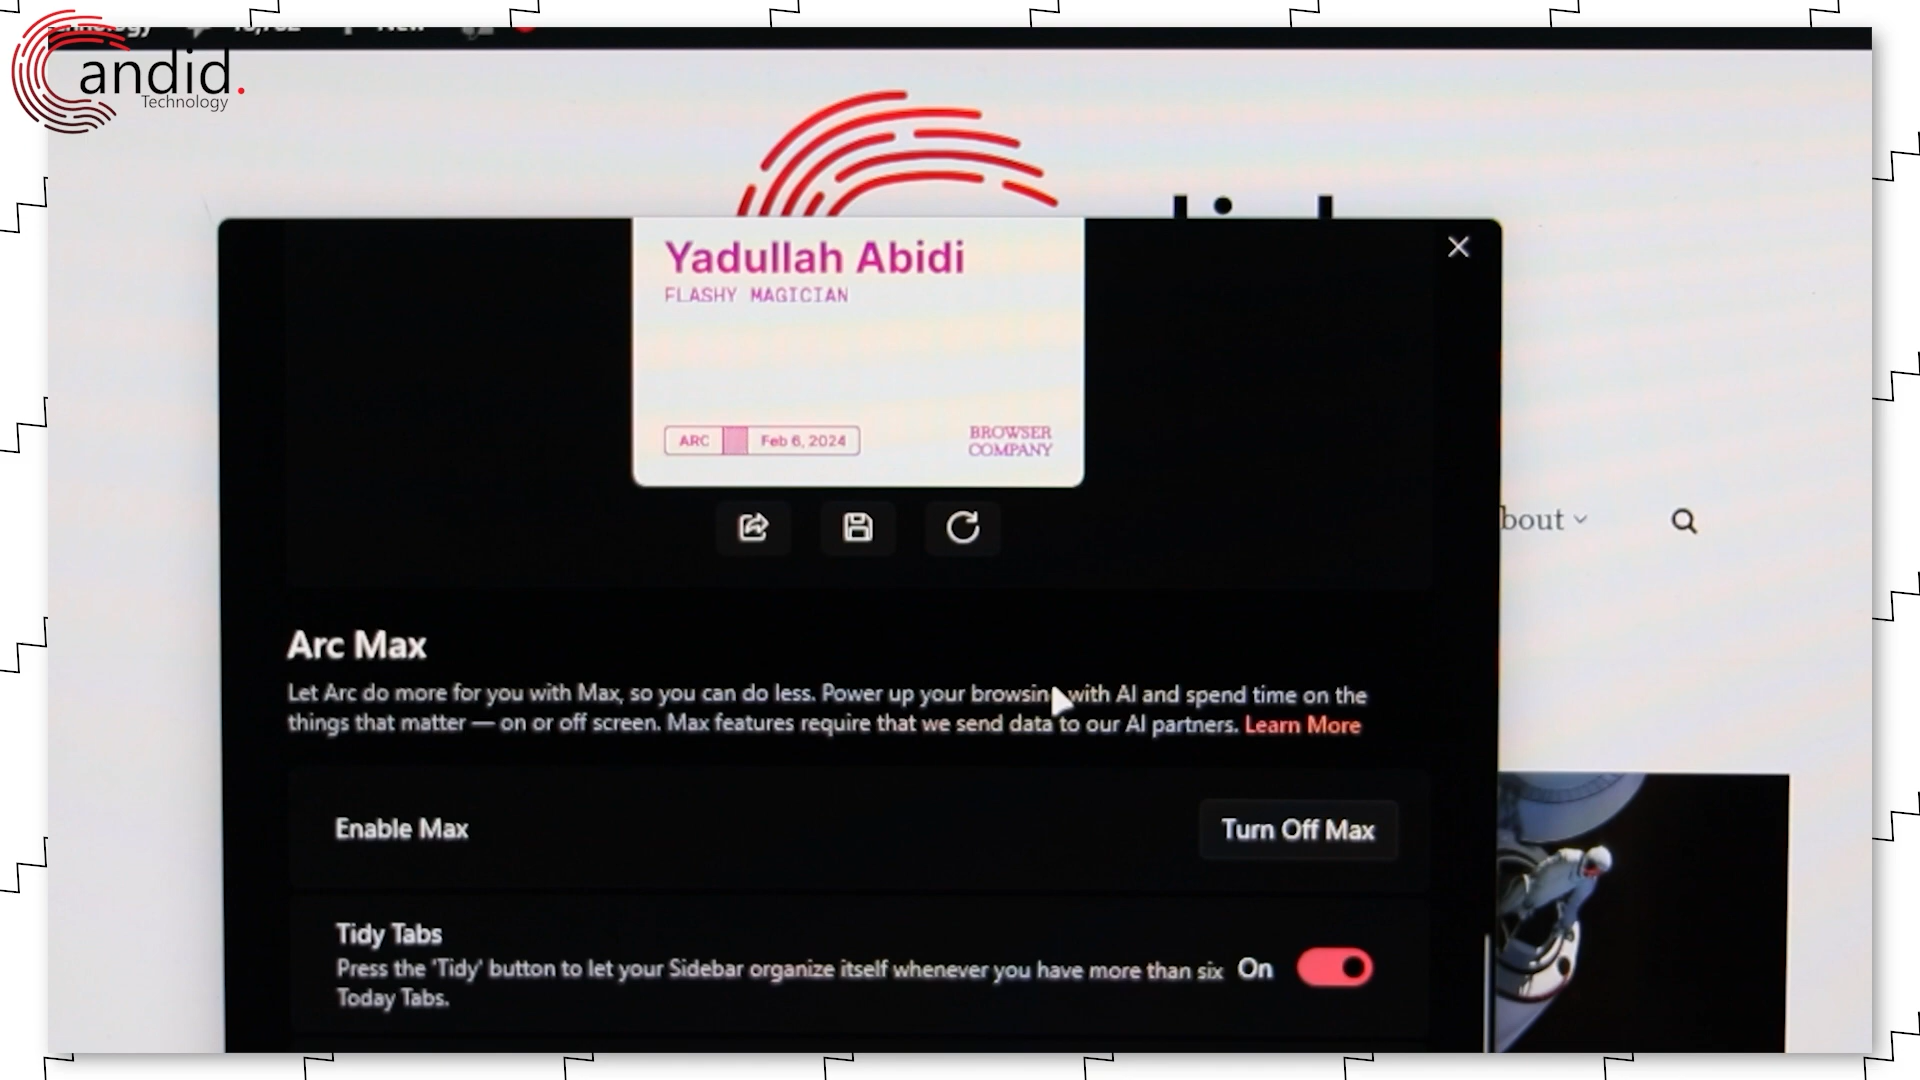 andid.
Technology
New
Yadullah Abidi
FLASHY MAGICIAN
ARC
Feb 6, 2024
BROWSER
COMPANY
bout
Arc Max
Let Arc do more for you with Max, so you can do less. Power up your browsin with AI and spend time on the
things that matter — on or off screen. Max features require that we send data to our AI partners. Learn More
Enable Max
Turn Off Max
Tidy Tabs
Press the 'Tidy' button to let your Sidebar organize itself whenever you have more than six
Today Tabs.
On